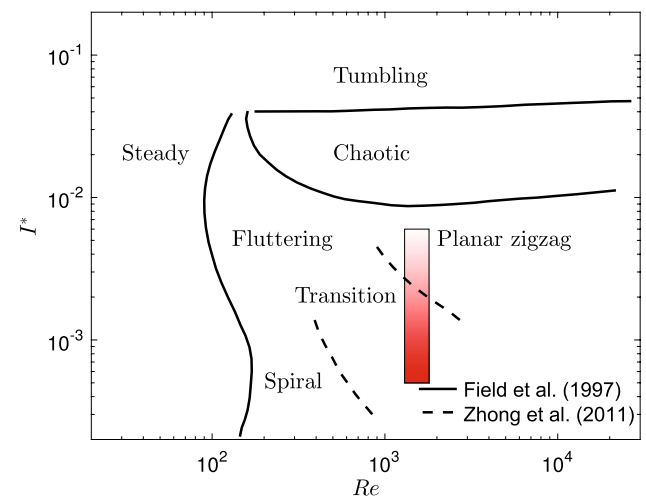 10^-1
Tumbling
Steady
Chaotic
10^-2
I*
Fluttering
Planar zigzag
Transition
10^-3
Spiral
Field et al. (1997)
Zhong et al. (2011)
10^2
10^3
10^4
Re